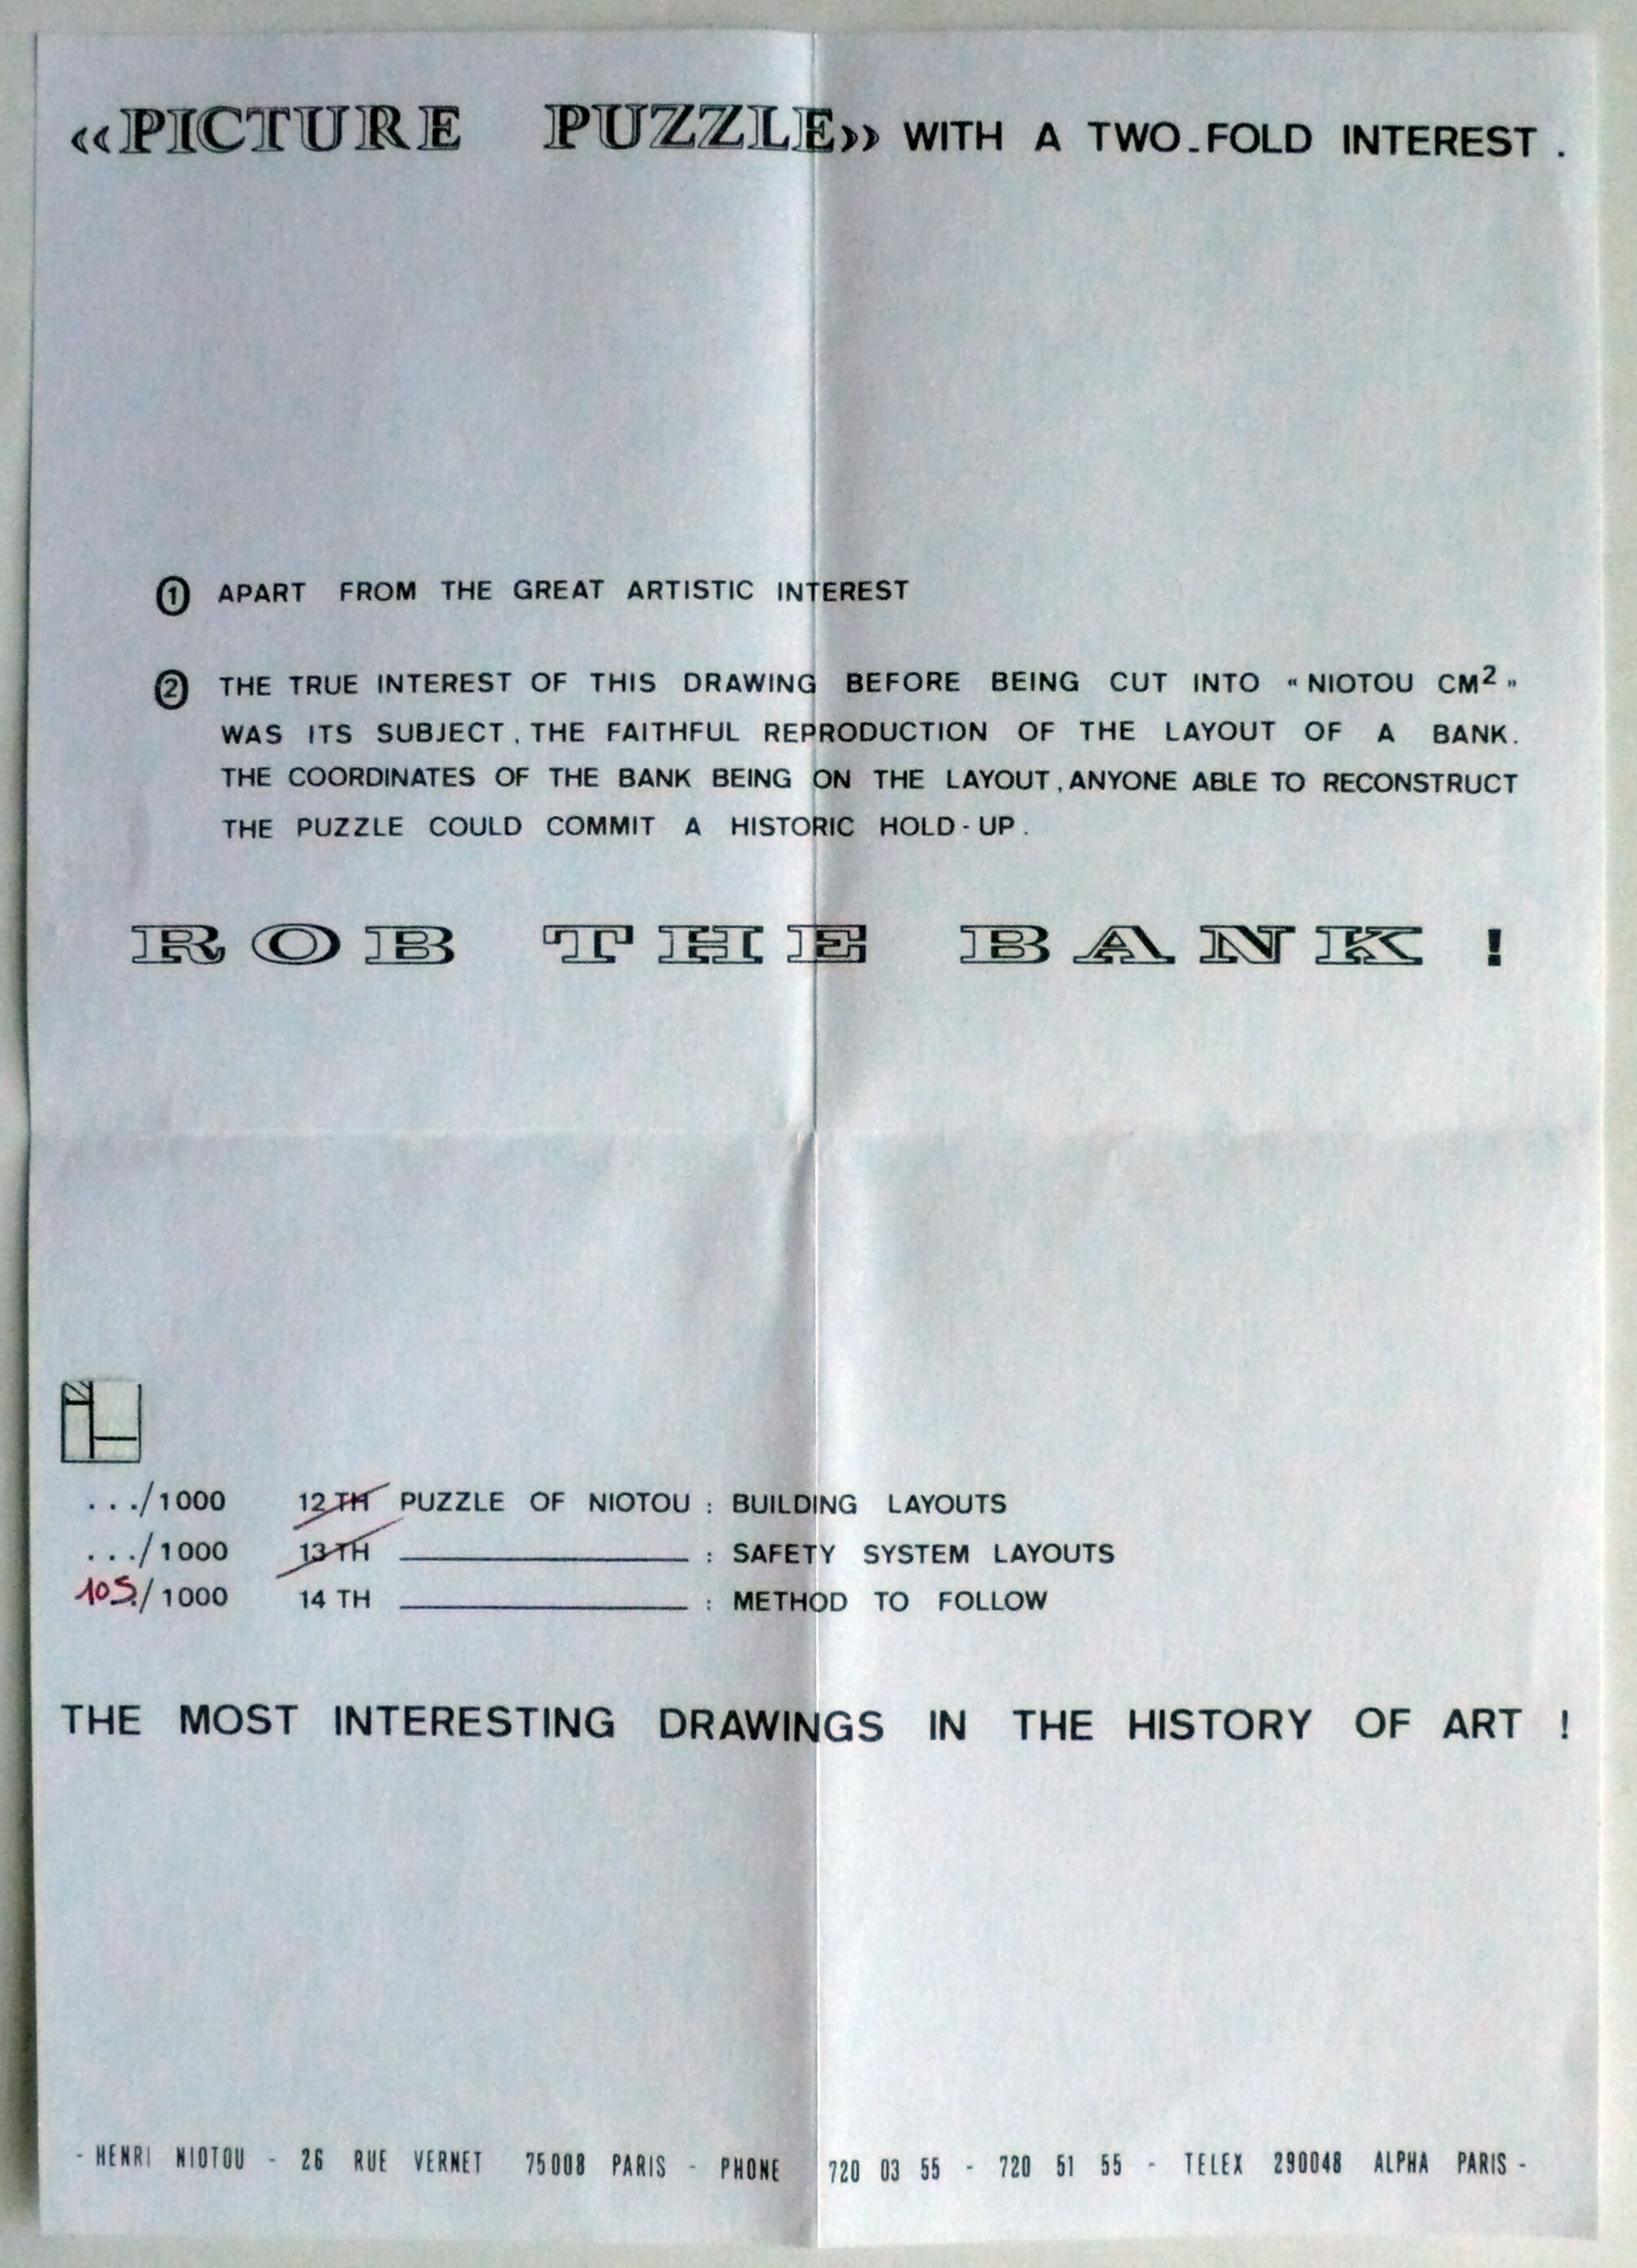 «PICTURE PUZZLE» WITH A TWO-FOLD INTEREST.
① APART FROM THE GREAT ARTISTIC INTEREST
② THE TRUE INTEREST OF THIS DRAWING BEFORE BEING CUT INTO « NIOTOU CM² »
WAS ITS SUBJECT. THE FAITHFUL REPRODUCTION OF THE LAYOUT OF A BANK.
THE COORDINATES OF THE BANK BEING ON THE LAYOUT, ANYONE ABLE TO RECONSTRUCT
THE PUZZLE COULD COMMIT A HISTORIC HOLD-UP.
ROB THE BANK !
.../1000 12 TH PUZZLE OF NIOTOU : BUILDING LAYOUTS
.../1000 13 TH ________ : SAFETY SYSTEM LAYOUTS
105/1000 14 TH ________ : METHOD TO FOLLOW
THE MOST INTERESTING DRAWINGS IN THE HISTORY OF ART !
- HENRI NIOTOU - 26 RUE VERNET 75008 PARIS - PHONE 720 03 55 - 720 51 55 - TELEX 290048 ALPHA PARIS -